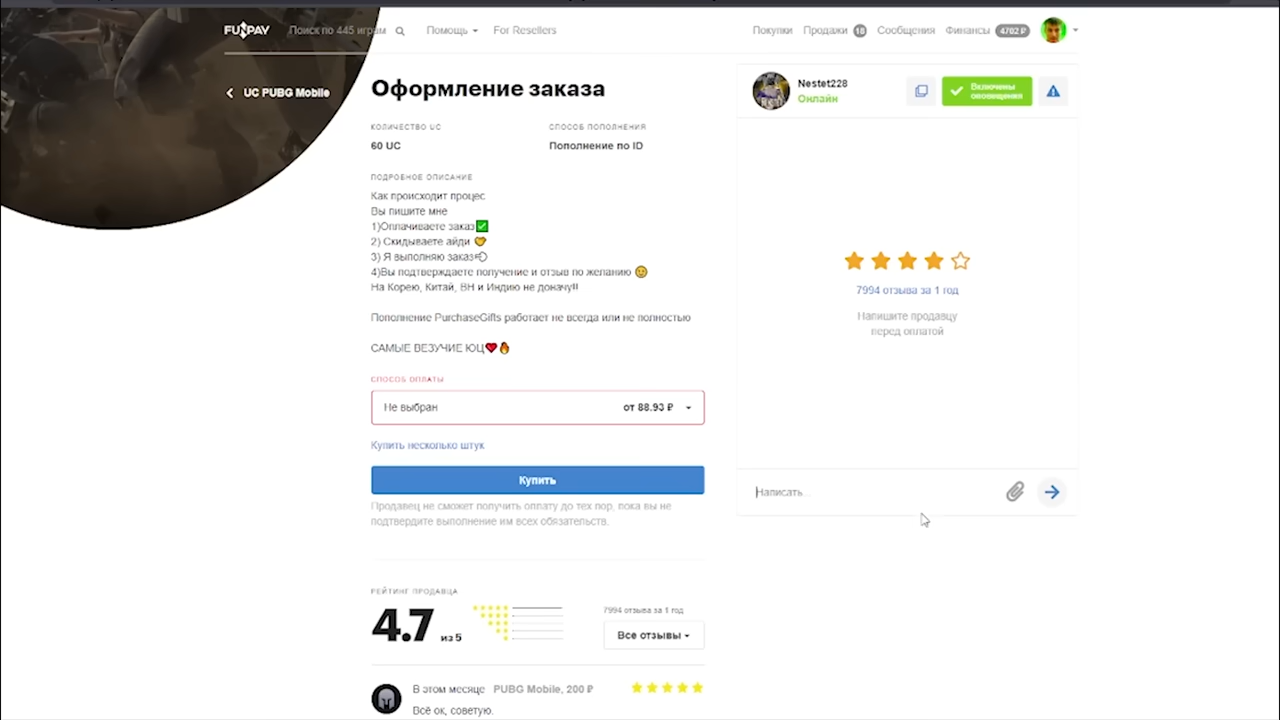 FUNPAY
Поиск по 445 играм
Помощь
For Resellers
Покупки
Продажи 18
Сообщения
Финансы 4702 ₽
UC PUBG Mobile
Оформление заказа
КОЛИЧЕСТВО UC
СПОСОБ ПОПОЛНЕНИЯ
60 UC
Пополнение по ID
ПОДРОБНОЕ ОПИСАНИЕ
Как происходит процес
Вы пишите мне
1)Оплачиваете заказ✅
2) Скидываете айди 🤝
3) Я выполняю заказ💨
4)Вы подтверждаете получение и отзыв по желанию 😉
На Корею, Китай, ВН и Индию не доначу!!
Пополнение PurchaseGifts работает не всегда или не полностью
САМЫЕ ВЕЗУЧИЕ ЮЦ❤️🔥
СПОСОБ ОПЛАТЫ
Не выбран
от 88.93 ₽
Купить несколько штук
Купить
Продавец не сможет получить оплату до тех пор, пока вы не
подтвердите выполнение им всех обязательств.
РЕЙТИНГ ПРОДАВЦА
4.7 из 5
7994 отзыва за 1 год
Все отзывы
В этом месяце
PUBG Mobile, 200 ₽
Всё ок, советую.
Nestet228
Онлайн
Включены
оповещения
7994 отзыва за 1 год
Напишите продавцу
перед оплатой
Написать...